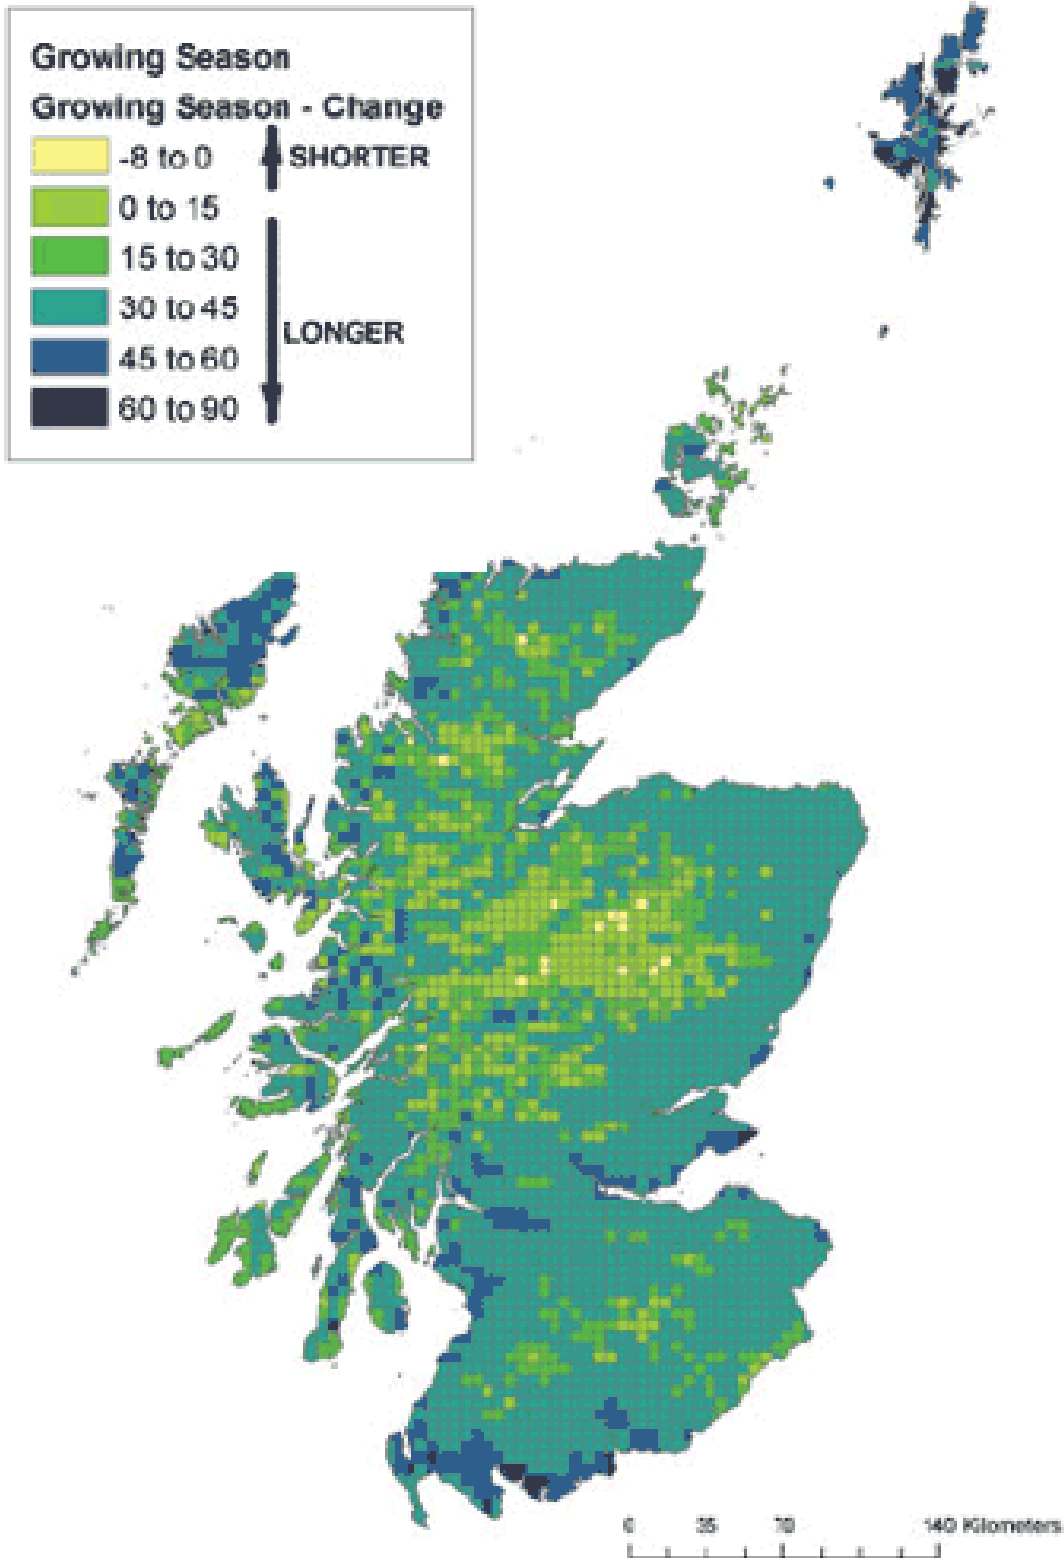 Growing Season
Growing Season - Change
-8 to 0
SHORTER
0 to 15
15 to 30
30 to 45
LONGER
45 to 60
60 to 90
0 35 70 140 Kilometers